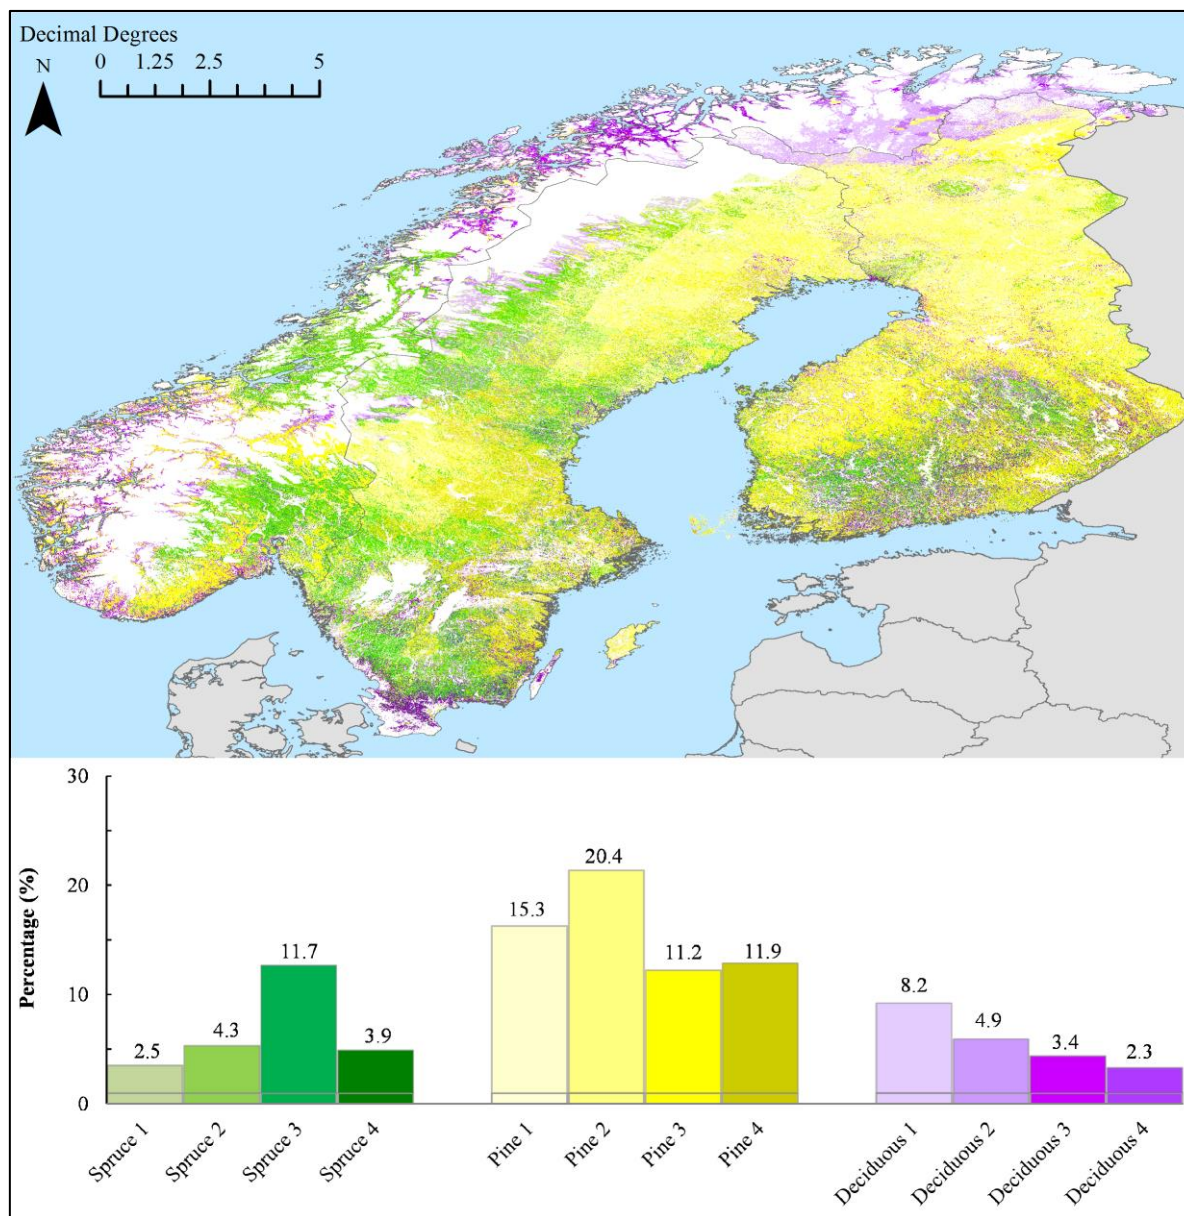 Decimal Degrees
N
0 1.25 2.5 5
30
20
10
0
Percentage (%)
2.5 4.3 11.7 3.9 15.3 20.4 11.2 11.9 8.2 4.9 3.4 2.3
Spruce 1 Spruce 2 Spruce 3 Spruce 4 Pine 1 Pine 2 Pine 3 Pine 4 Deciduous 1 Deciduous 2 Deciduous 3 Deciduous 4